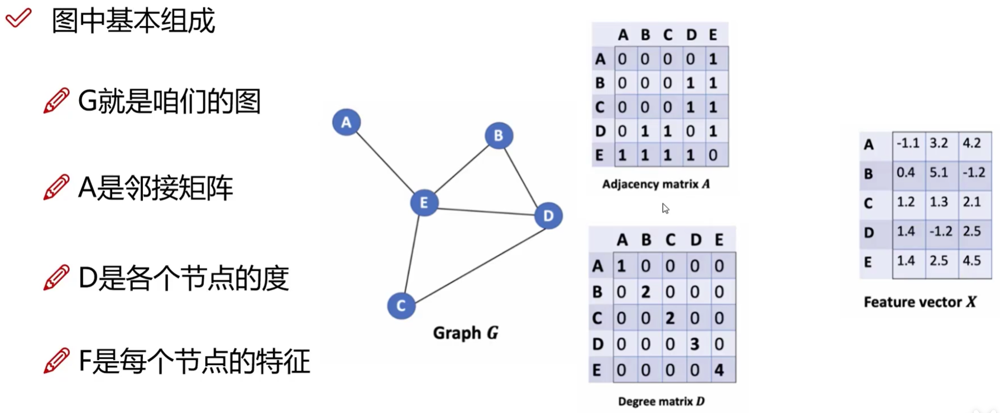 图中基本组成
G就是咱们的图
A是邻接矩阵
D是各个节点的度
F是每个节点的特征
A
B
E
D
C
Graph G
A B C D E
A 0 0 0 0 1
B 0 0 0 1 1
C 0 0 0 1 1
D 0 1 1 0 1
E 1 1 1 1 0
Adjacency matrix A
A B C D E
A 1 0 0 0 0
B 0 2 0 0 0
C 0 0 2 0 0
D 0 0 0 3 0
E 0 0 0 0 4
Degree matrix D
A -1.1 3.2 4.2
B 0.4 5.1 -1.2
C 1.2 1.3 2.1
D 1.4 -1.2 2.5
E 1.4 2.5 4.5
Feature vector X